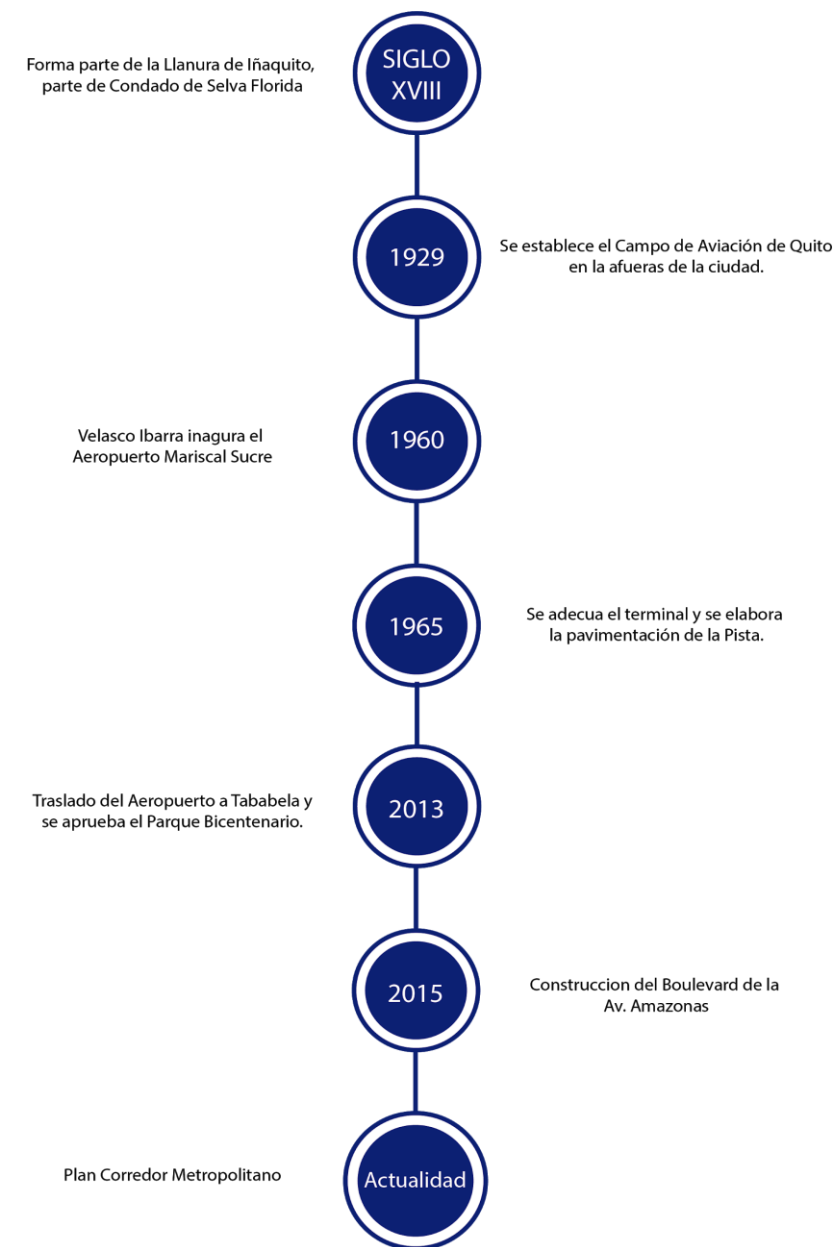 Forma parte de la Llanura de Iñaquito,
parte de Condado de Selva Florida
SIGLO
XVIII
1929
Se establece el Campo de Aviación de Quito
en la afueras de la ciudad.
Velasco Ibarra inagura el
Aeropuerto Mariscal Sucre
1960
1965
Se adecua el terminal y se elabora
la pavimentación de la Pista.
Traslado del Aeropuerto a Tababela y
se aprueba el Parque Bicentenario.
2013
2015
Construccion del Boulevard de la
Av. Amazonas
Plan Corredor Metropolitano
Actualidad